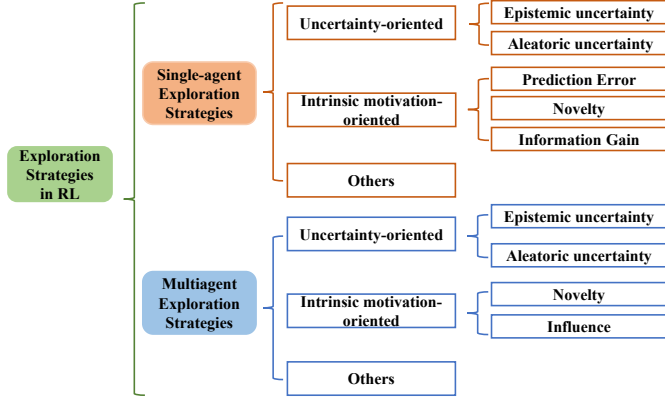 Exploration
Strategies
in RL
Single-agent
Exploration
Strategies
Uncertainty-oriented
Epistemic uncertainty
Aleatoric uncertainty
Intrinsic motivation-
oriented
Prediction Error
Novelty
Information Gain
Others
Multiagent
Exploration
Strategies
Uncertainty-oriented
Epistemic uncertainty
Aleatoric uncertainty
Intrinsic motivation-
oriented
Novelty
Influence
Others